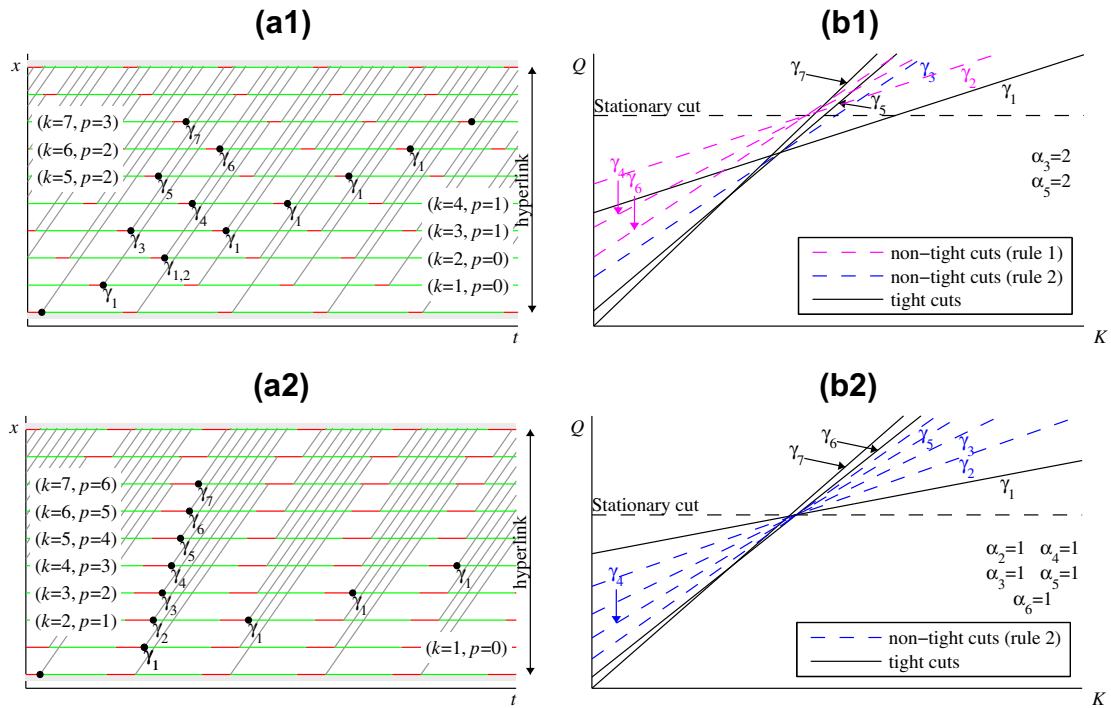 (a1)
x
(k=7, p=3)
(k=6, p=2)
(k=5, p=2)
(k=4, p=1)
(k=3, p=1)
(k=2, p=0)
(k=1, p=0)
γ7
γ6
γ1
γ5
γ1
γ4
γ1
γ3
γ1
γ1,2
γ1
hyperlink
t
(b1)
Q
Stationary cut
γ7
γ5
γ3
γ2
γ1
γ4
γ6
α3=2
α5=2
non-tight cuts (rule 1)
non-tight cuts (rule 2)
tight cuts
K
(a2)
x
(k=7, p=6)
(k=6, p=5)
(k=5, p=4)
(k=4, p=3)
(k=3, p=2)
(k=2, p=1)
(k=1, p=0)
γ7
γ6
γ5
γ4
γ1
γ3
γ1
γ2
γ1
γ1
hyperlink
t
(b2)
Q
Stationary cut
γ6
γ7
γ5
γ3
γ2
γ1
γ4
α2=1 α4=1
α3=1 α5=1
α6=1
non-tight cuts (rule 2)
tight cuts
K